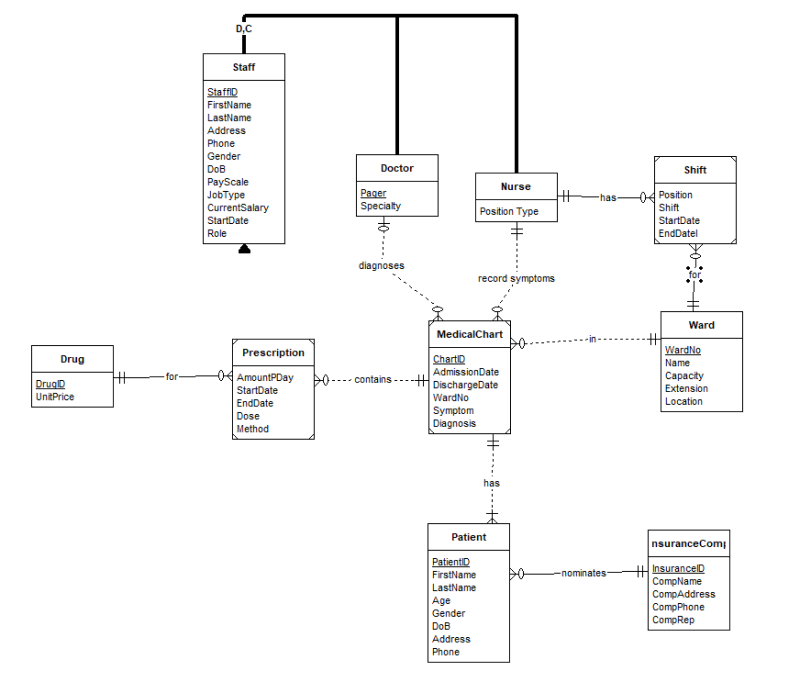 D,C
Staff
StaffID
FirstName
LastName
Address
Phone
Gender
DoB
PayScale
JobType
CurrentSalary
StartDate
Role
Doctor
Pager
Specialty
Nurse
Position Type
has
Shift
Position
Shift
StartDate
EndDatel
diagnoses
record symptoms
for
MedicalChart
ChartID
AdmissionDate
DischargeDate
WardNo
Symptom
Diagnosis
in
Ward
WardNo
Name
Capacity
Extension
Location
Drug
DrugID
UnitPrice
for
Prescription
AmountPDay
StartDate
EndDate
Dose
Method
contains
has
Patient
PatientID
FirstName
LastName
Age
Gender
DoB
Address
Phone
nominates
nsuranceComp
InsuranceID
CompName
CompAddress
CompPhone
CompRep